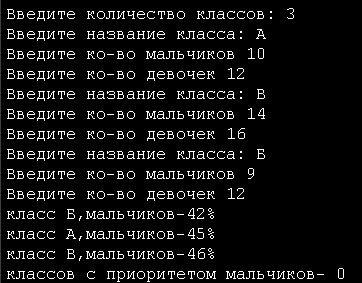 Введите количество классов: 3
Введите название класса: А
Введите ко-во мальчиков 10
Введите ко-во девочек 12
Введите название класса: В
Введите ко-во мальчиков 14
Введите ко-во девочек 16
Введите название класса: Б
Введите ко-во мальчиков 9
Введите ко-во девочек 12
класс Б,мальчиков-42%
класс А,мальчиков-45%
класс В,мальчиков-46%
классов с приоритетом мальчиков- 0